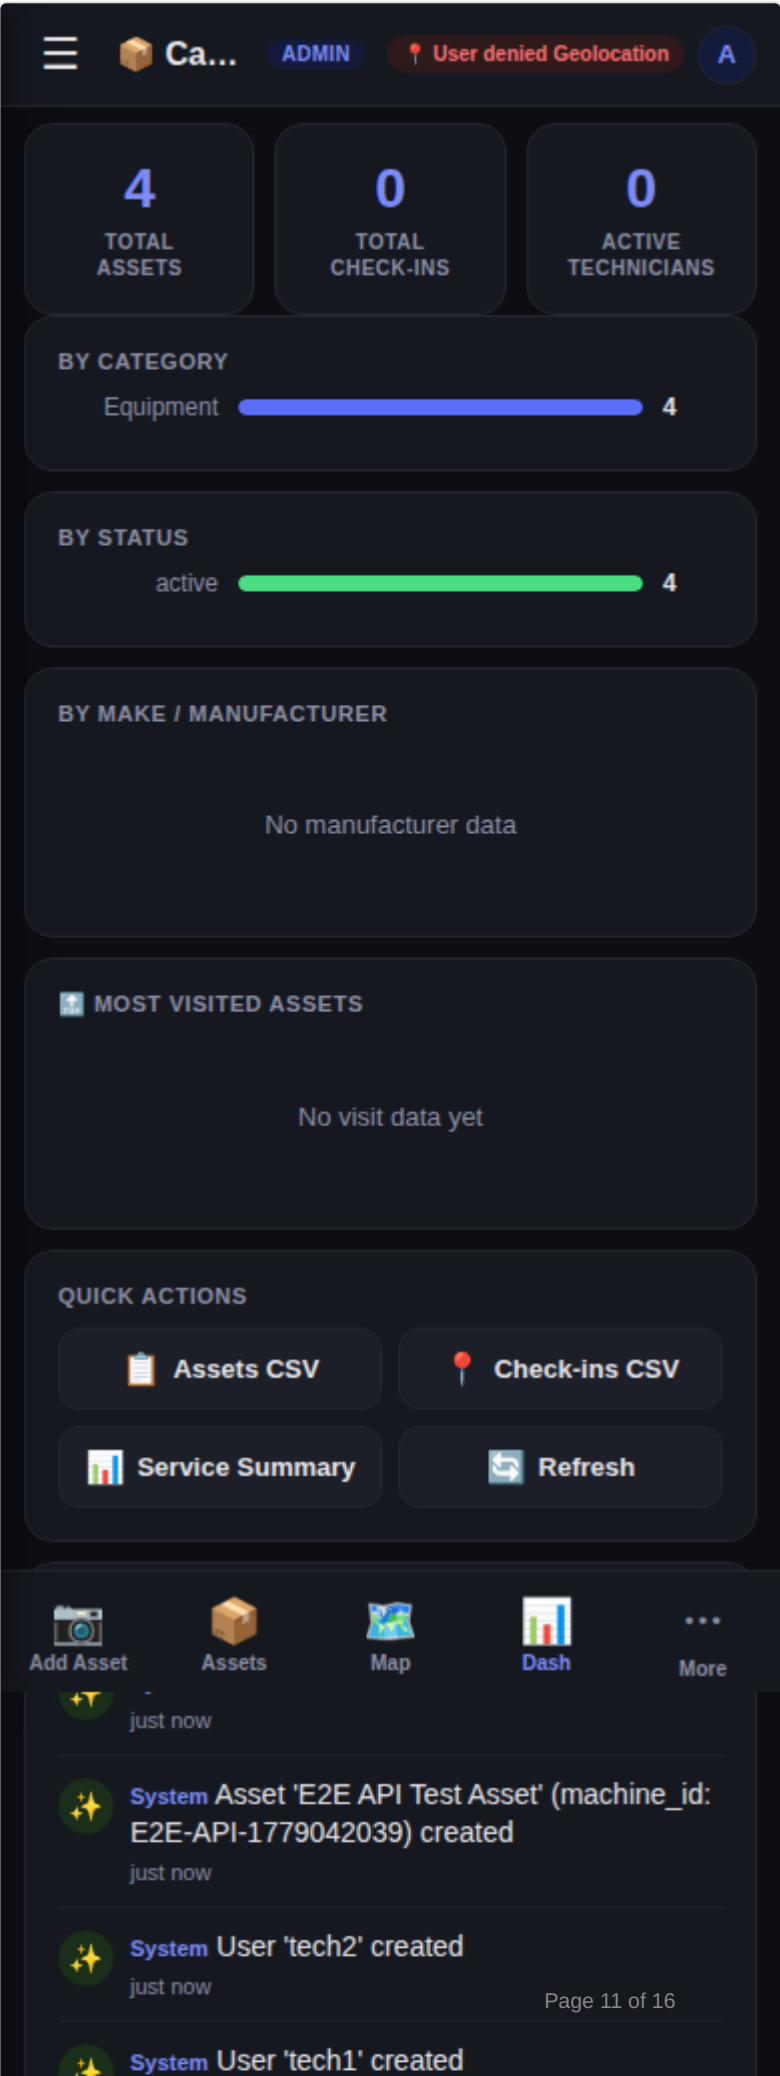 Ca...
ADMIN
User denied Geolocation
A
4
TOTAL
ASSETS
0
TOTAL
CHECK-INS
0
ACTIVE
TECHNICIANS
BY CATEGORY
Equipment
4
BY STATUS
active
4
BY MAKE / MANUFACTURER
No manufacturer data
MOST VISITED ASSETS
No visit data yet
QUICK ACTIONS
Assets CSV
Check-ins CSV
Service Summary
Refresh
Add Asset
Assets
Map
Dash
More
just now
System Asset 'E2E API Test Asset' (machine_id:
E2E-API-1779042039) created
just now
System User 'tech2' created
just now
Page 11 of 16
System User 'tech1' created